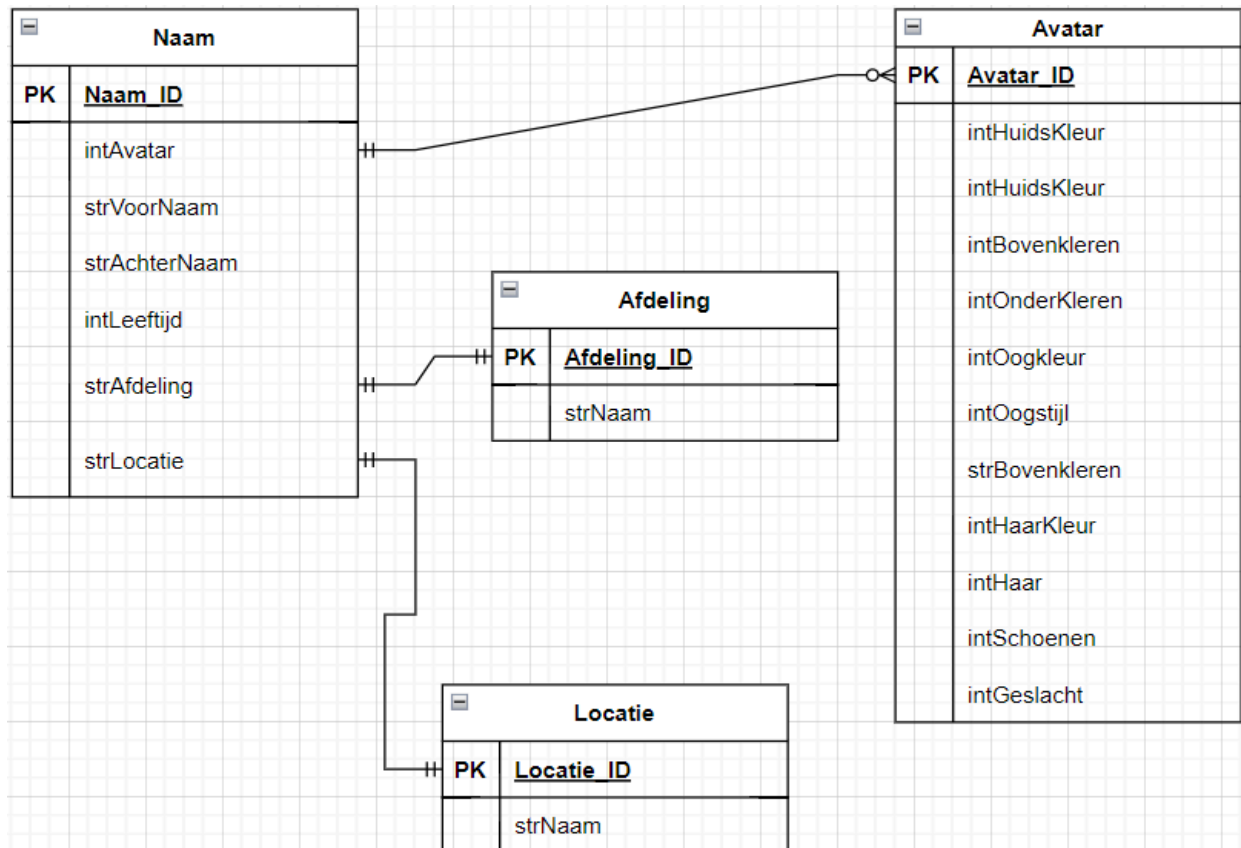 Naam
PK Naam_ID
intAvatar
strVoorNaam
strAchterNaam
intLeeftijd
strAfdeling
strLocatie
Afdeling
PK Afdeling_ID
strNaam
Locatie
PK Locatie_ID
strNaam
Avatar
PK Avatar_ID
intHuidsKleur
intHuidsKleur
intBovenkleren
intOnderKleren
intOogkleur
intOogstijl
strBovenkleren
intHaarKleur
intHaar
intSchoenen
intGeslacht